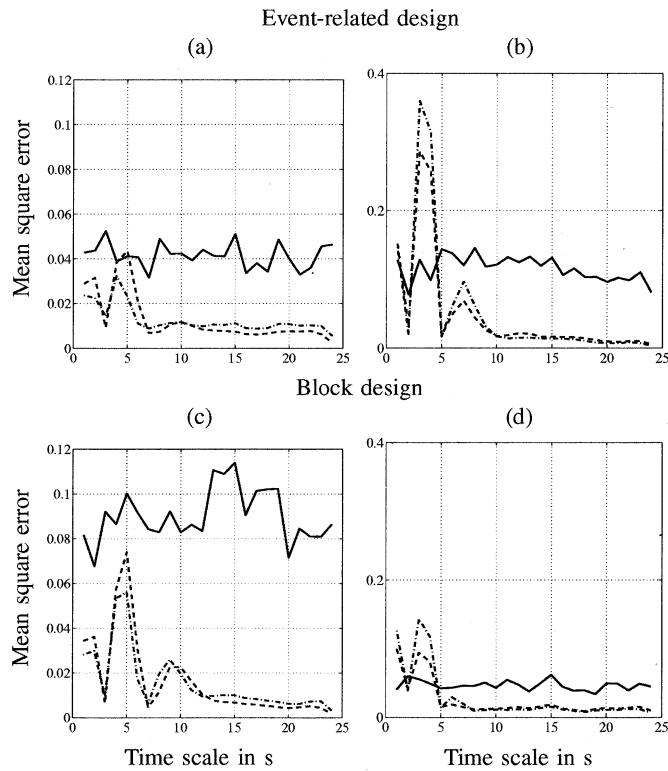 Event-related design
(a) (b)
Mean square error
0.12
0.1
0.08
0.06
0.04
0.02
0
0 5 10 15 20 25
0.4
0.2
0
0 5 10 15 20 25
Block design
(c) (d)
Mean square error
0.12
0.1
0.08
0.06
0.04
0.02
0
0 5 10 15 20 25
0.4
0.2
0
0 5 10 15 20 25
Time scale in s Time scale in s